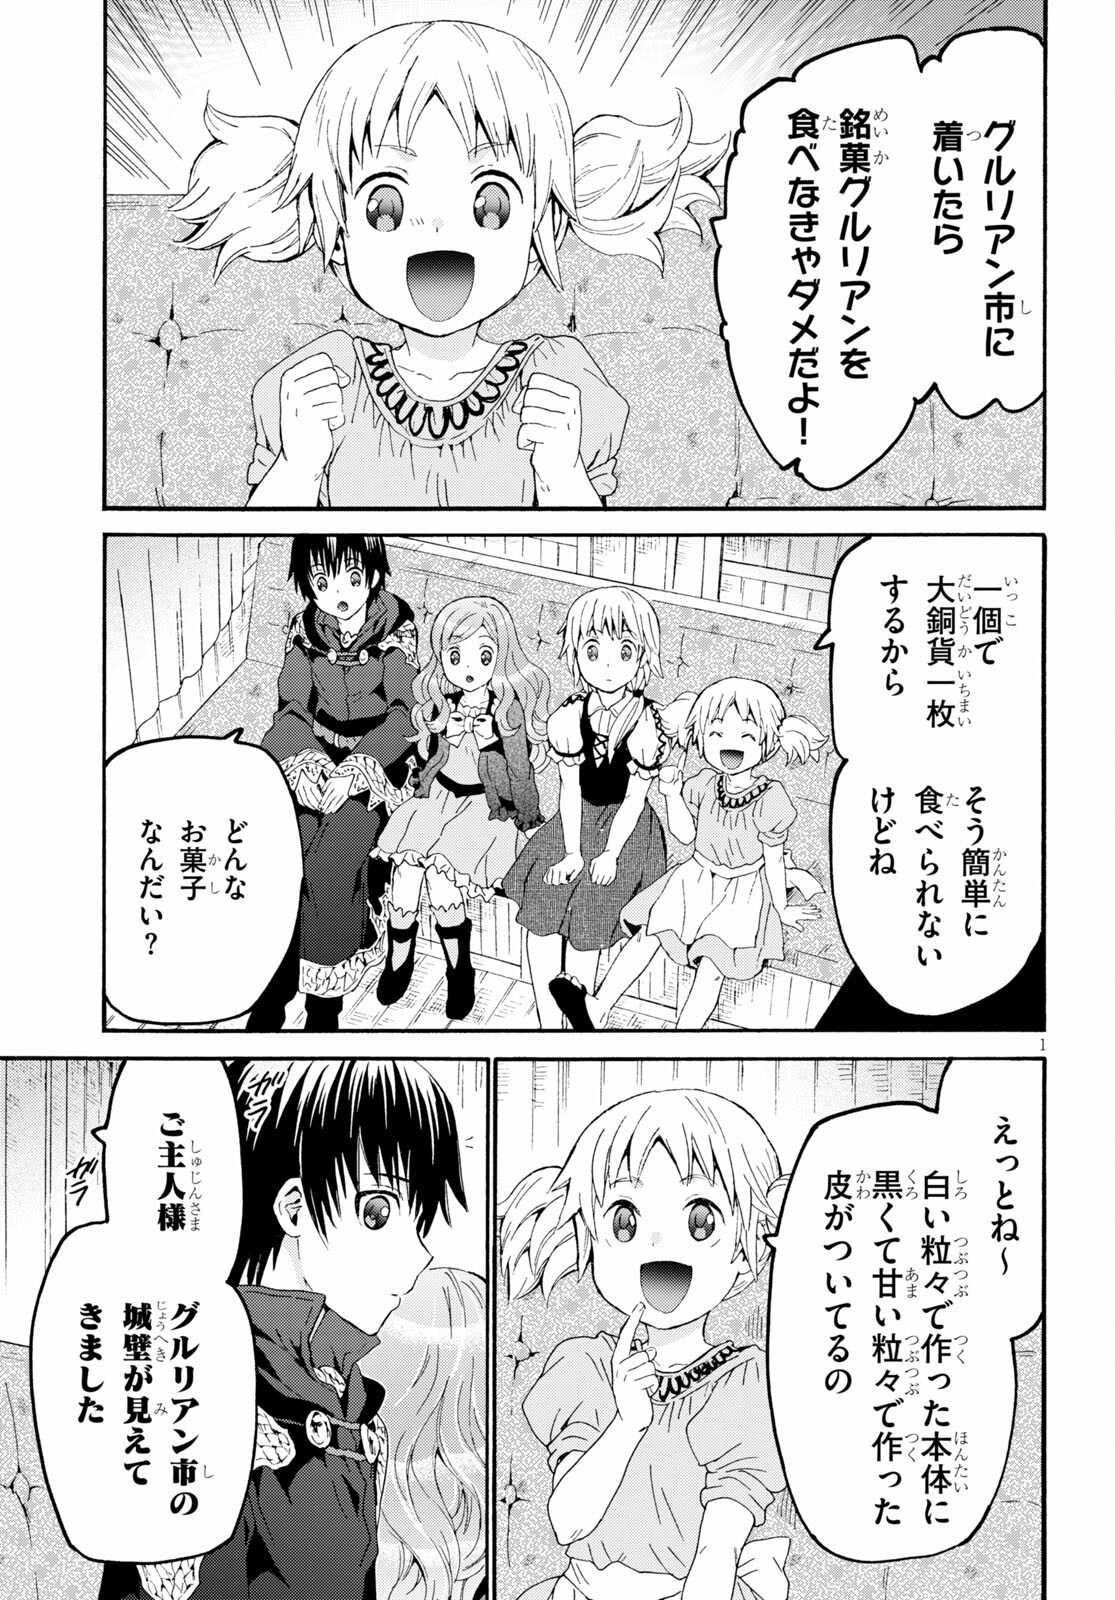 グルリアン市に
着いたら
銘菓グルリアンを
食べなきゃダメだよ!
一個で
大銅貨一枚
するから
そう簡単に
食べられない
けどね
どんな
お菓子
なんだい?
1
えっとね～
白い粒々で作った本体に
黒くて甘い粒々で作った
皮がついてるの
ガラ
ガラ
ご主人様
グルリアン市の
城壁が見えて
きました